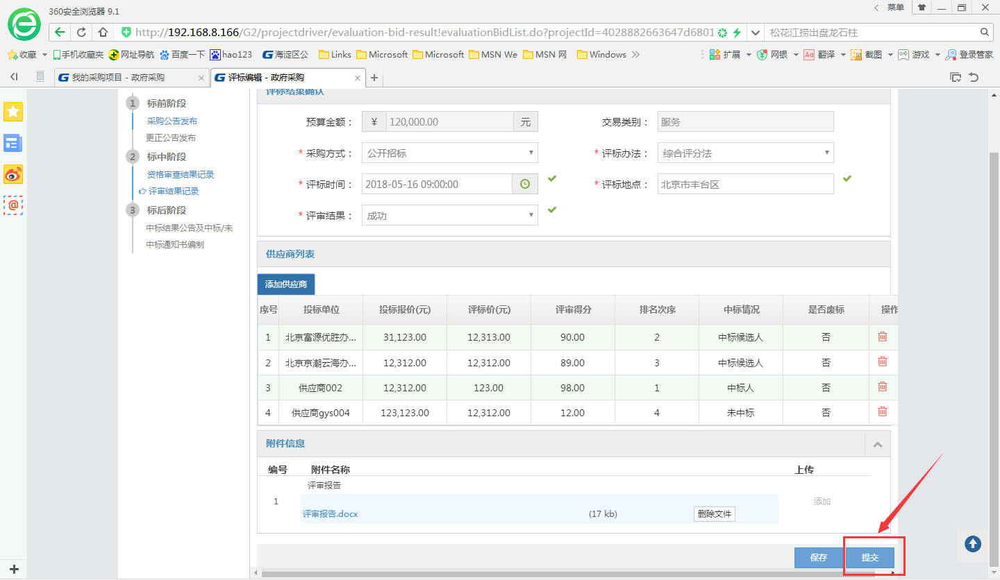 360安全浏览器 9.1
菜单
http://192.168.8.166/G2/projectdriver/evaluation-bid-result!evaluationBidList.do?projectId=4028882663647d6801
松花江捞出盘龙石柱
收藏 手机收藏夹 网址导航 百度一下 hao123 海淀区公 Links Microsoft Microsoft MSN We MSN 网 Windows 扩展 网银 翻译 截图 游戏 登录管家
我的采购项目 - 政府采购 评标编辑 - 政府采购
1 标前阶段
采购公告发布
更正公告发布
2 标中阶段
资格审查结果记录
评审结果记录
3 标后阶段
中标结果公告及中标/未
中标通知书编制
评标结果确认
预算金额： ¥ 120,000.00 元 交易类别： 服务
* 采购方式： 公开招标 * 评标办法： 综合评分法
* 评标时间： 2018-05-16 09:00:00 * 评标地点： 北京市丰台区
* 评审结果： 成功
供应商列表
添加供应商
序号 投标单位 投标报价(元) 评标价(元) 评审得分 排名次序 中标情况 是否废标 操作
1 北京富源优胜办... 31,123.00 12,313.00 90.00 2 中标候选人 否
2 北京京潮云海办... 12,312.00 12,312.00 89.00 3 中标候选人 否
3 供应商002 12,312.00 123.00 98.00 1 中标人 否
4 供应商gys004 123,123.00 12,312.00 12.00 4 未中标 否
附件信息
编号 附件名称 上传
评审报告
1 添加
评审报告.docx (17 kb) 删除文件
保存 提交